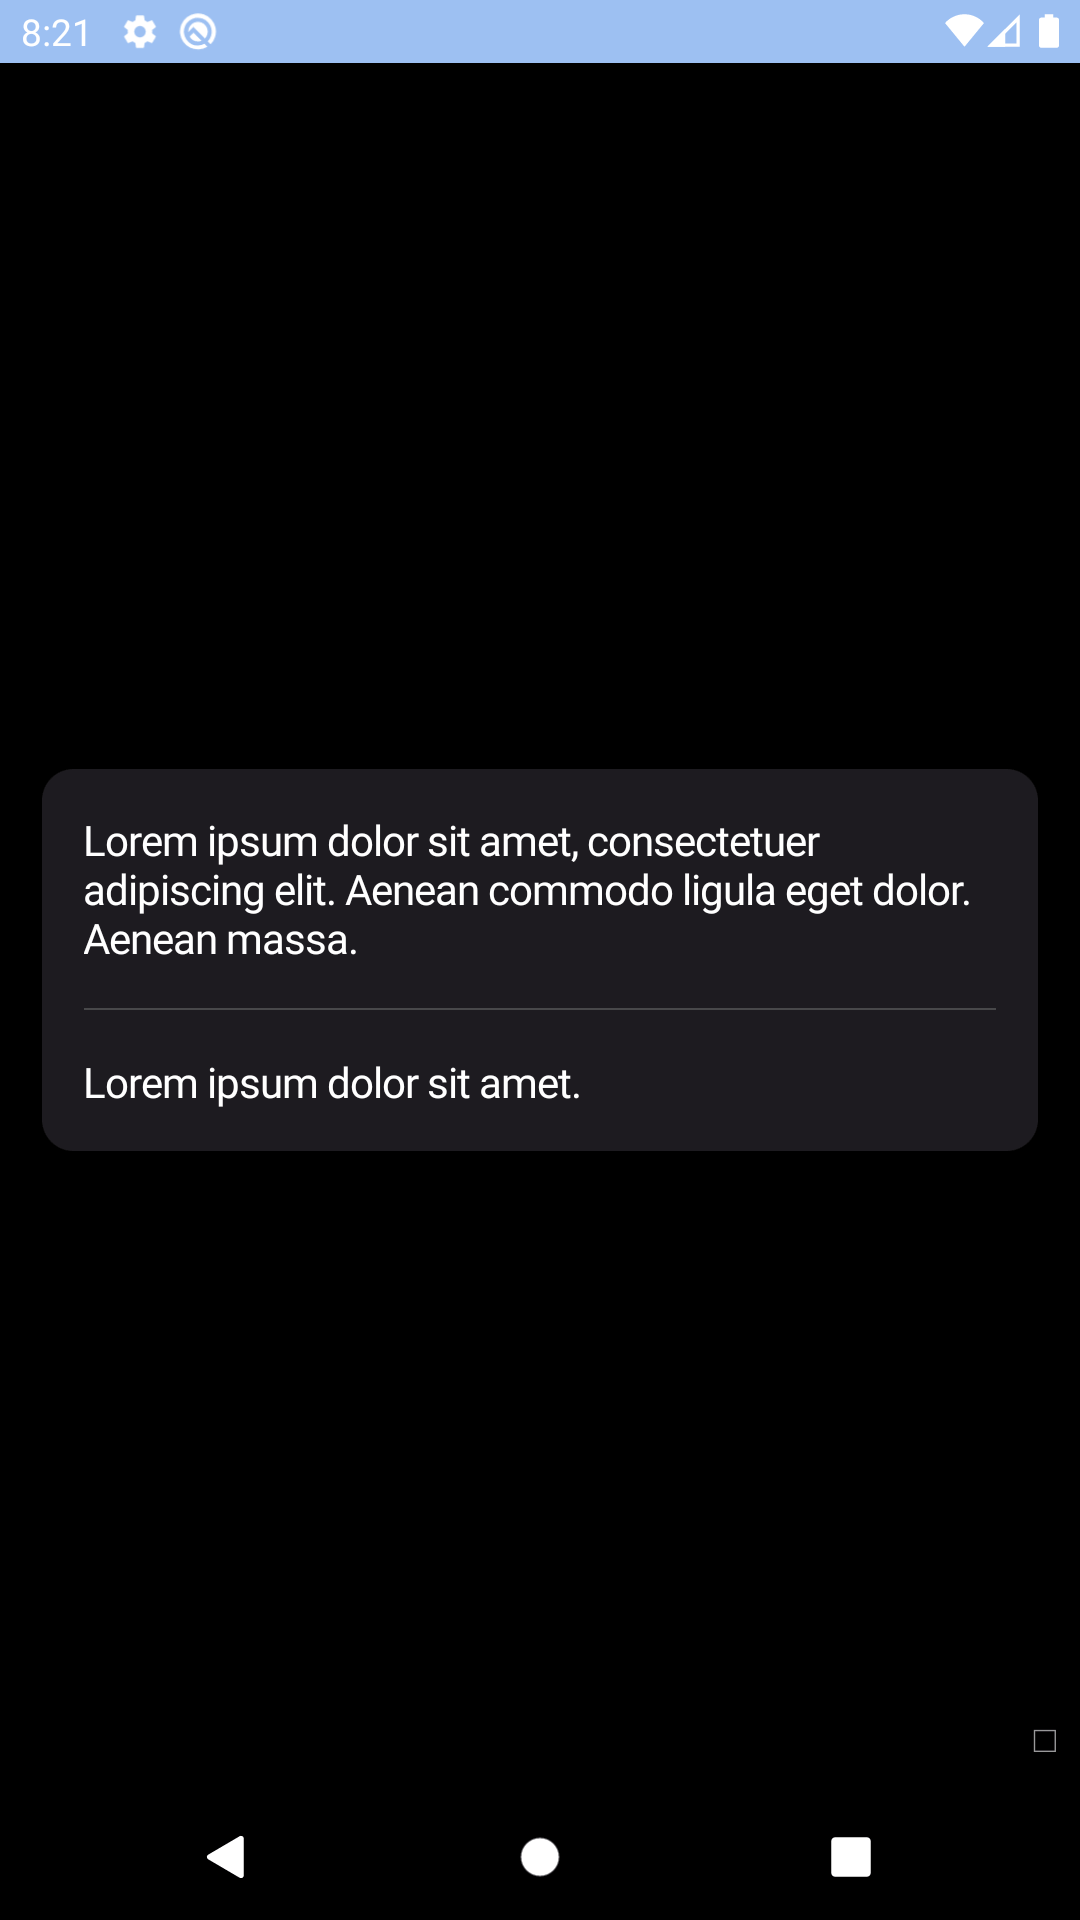 8:21
Lorem ipsum dolor sit amet, consectetuer
adipiscing elit. Aenean commodo ligula eget dolor.
Aenean massa.
Lorem ipsum dolor sit amet.